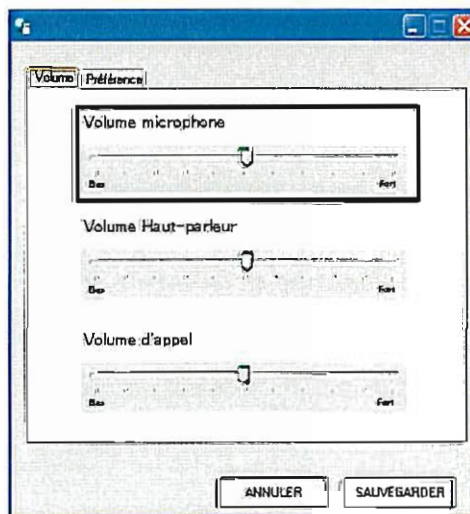 Volume Préférence
Volume microphone
Bas Fort
Volume Haut-parleur
Bas Fort
Volume d'appel
Bas Fort
ANNULER SAUVEGARDER